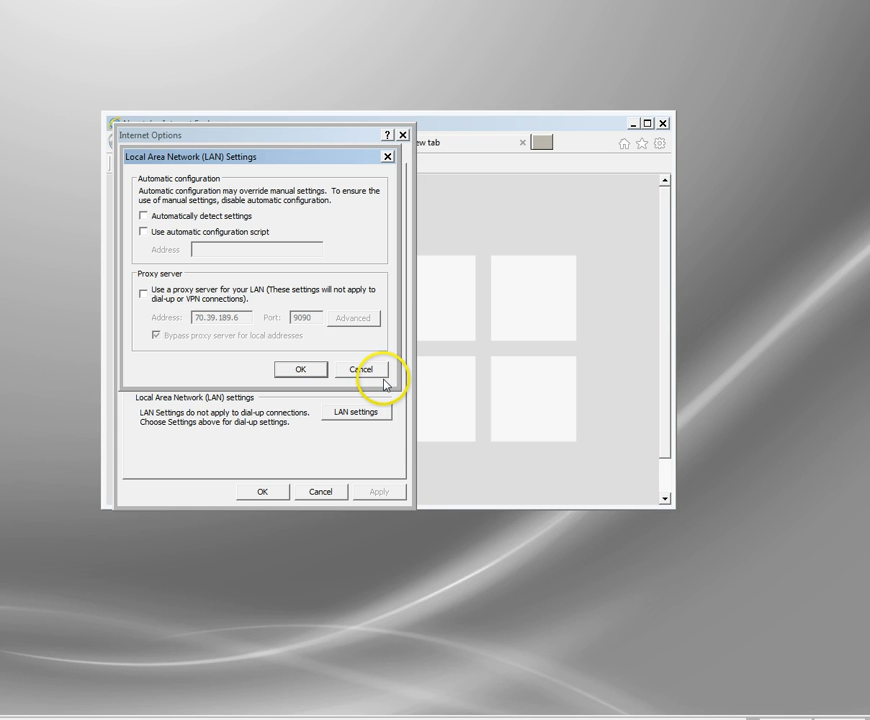 Internet Options
ew tab
Local Area Network (LAN) Settings
Automatic configuration
Automatic configuration may override manual settings. To ensure the
use of manual settings, disable automatic configuration.
Automatically detect settings
Use automatic configuration script
Address
Proxy server
Use a proxy server for your LAN (These settings will not apply to
dial-up or VPN connections).
Address: 70.39.189.6 Port: 9090 Advanced
Bypass proxy server for local addresses
OK Cancel
Local Area Network (LAN) settings
LAN Settings do not apply to dial-up connections.
Choose Settings above for dial-up settings.
LAN settings
OK Cancel Apply